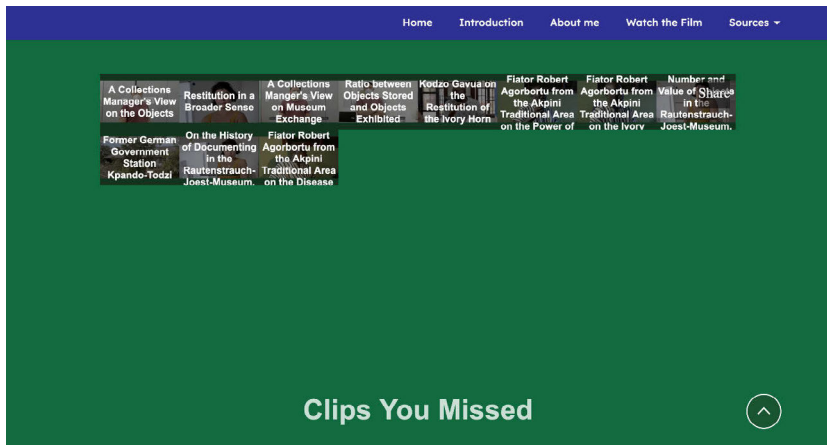 Home Introduction About me Watch the Film Sources
A Collections
Manager's View
on the Objects
Restitution in a
Broader Sense
A Collections
Manger's View
on Museum
Exchange
Ratio between
Objects Stored
and Objects
Exhibited
Kodzo Gavua on
the
Restitution of
the Ivory Horn
Fiator Robert
Agorbortu from
the Akpini
Traditional Area
on the Power of
Fiator Robert
Agorbortu from
the Akpini
Traditional Area
on the Ivory
Number and
Value of Objects
in the
Rautenstrauch-
Joest-Museum.
Share
Former German
Government
Station
Kpando-Todzi
On the History
of Documenting
in the
Rautenstrauch-
Joest-Museum.
Fiator Robert
Agorbortu from
the Akpini
Traditional Area
on the Disease
Clips You Missed